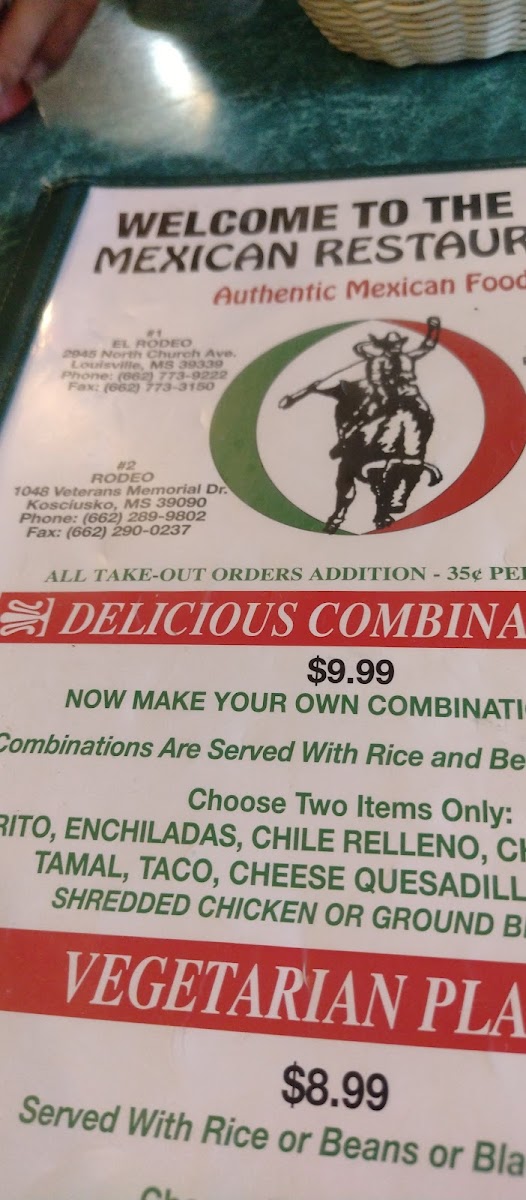 WELCOME TO THE
MEXICAN RESTAUR
Authentic Mexican Food
#1
EL RODEO
2945 North Church Ave.
Louisville, MS 39339
Phone: (662) 773-9222
Fax: (662) 773-3150
#2
RODEO
1048 Veterans Memorial Dr.
Kosciusko, MS 39090
Phone: (662) 289-9802
Fax: (662) 290-0237
ALL TAKE-OUT ORDERS ADDITION - 35¢ PE
DELICIOUS COMBINA
$9.99
NOW MAKE YOUR OWN COMBINATI
Combinations Are Served With Rice and Be
Choose Two Items Only:
RITO, ENCHILADAS, CHILE RELLENO, CH
TAMAL, TACO, CHEESE QUESADILL
SHREDDED CHICKEN OR GROUND B
VEGETARIAN PLA
$8.99
Served With Rice or Beans or Bla